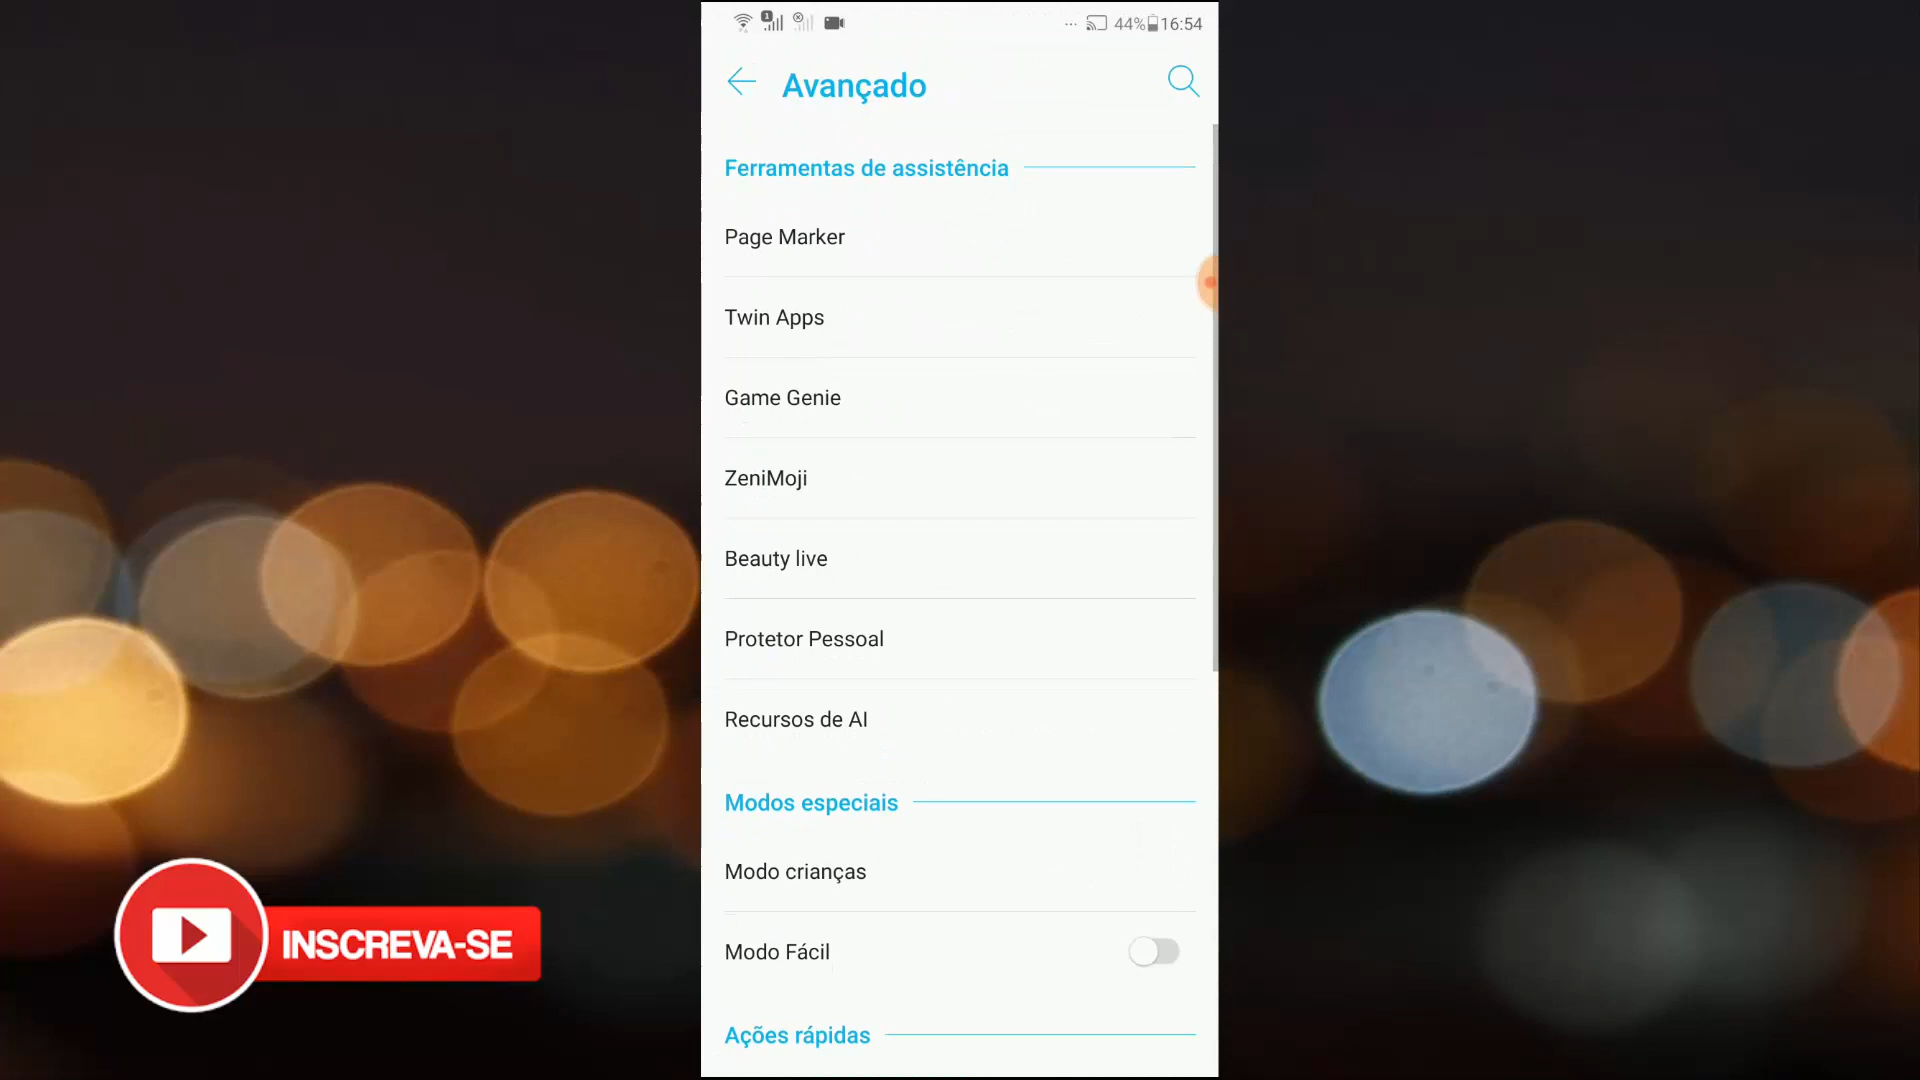 1
... 44% 16:54
Avançado
Ferramentas de assistência
Page Marker
Twin Apps
Game Genie
ZeniMoji
Beauty live
Protetor Pessoal
Recursos de AI
Modos especiais
Modo crianças
Modo Fácil
Ações rápidas
INSCREVA-SE